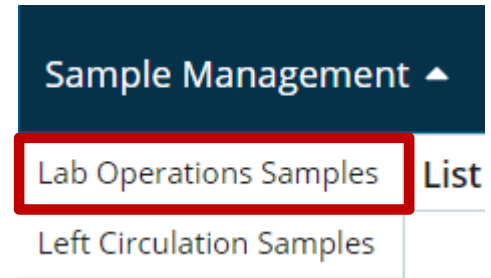 Sample Management
Lab Operations Samples
List
Left Circulation Samples